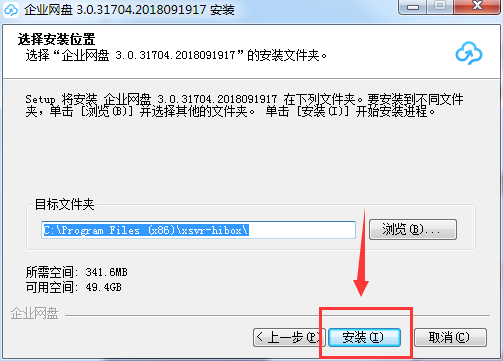 企业网盘 3.0.31704.2018091917 安装
选择安装位置
选择“企业网盘 3.0.31704.2018091917”的安装文件夹。
Setup 将安装 企业网盘 3.0.31704.2018091917 在下列文件夹。要安装到不同文件
夹，单击 [浏览(B)] 并选择其他的文件夹。 单击 [安装(I)] 开始安装进程。
目标文件夹
C:\Program Files (x86)\xsvr-hibox\
浏览(B)...
所需空间: 341.6MB
可用空间: 49.4GB
企业网盘
< 上一步(P)
安装(I)
取消(C)